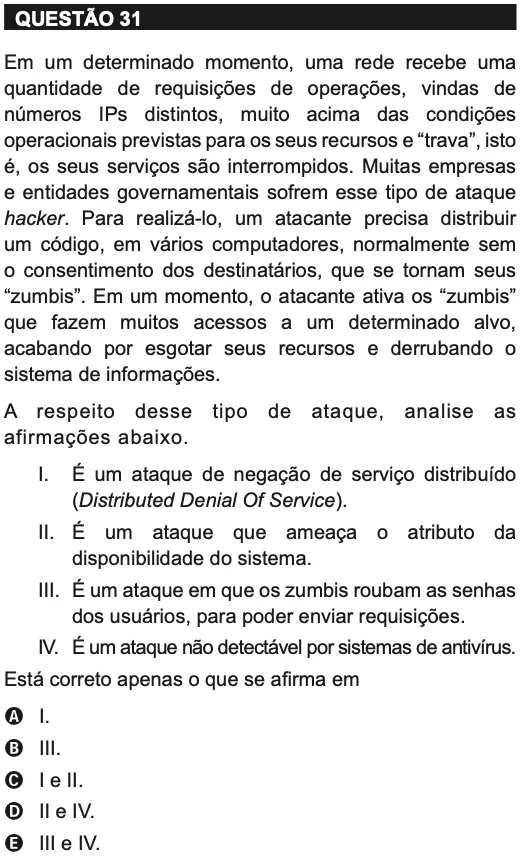 QUESTÃO 31
Em um determinado momento, uma rede recebe uma
quantidade de requisições de operações, vindas de
números IPs distintos, muito acima das condições
operacionais previstas para os seus recursos e “trava”, isto
é, os seus serviços são interrompidos. Muitas empresas
e entidades governamentais sofrem esse tipo de ataque
hacker. Para realizá-lo, um atacante precisa distribuir
um código, em vários computadores, normalmente sem
o consentimento dos destinatários, que se tornam seus
“zumbis”. Em um momento, o atacante ativa os “zumbis”
que fazem muitos acessos a um determinado alvo,
acabando por esgotar seus recursos e derrubando o
sistema de informações.
A respeito desse tipo de ataque, analise as
afirmações abaixo.
I. É um ataque de negação de serviço distribuído
(Distributed Denial Of Service).
II. É um ataque que ameaça o atributo da
disponibilidade do sistema.
III. É um ataque em que os zumbis roubam as senhas
dos usuários, para poder enviar requisições.
IV. É um ataque não detectável por sistemas de antivírus.
Está correto apenas o que se afirma em
A I.
B III.
C I e II.
D II e IV.
E III e IV.